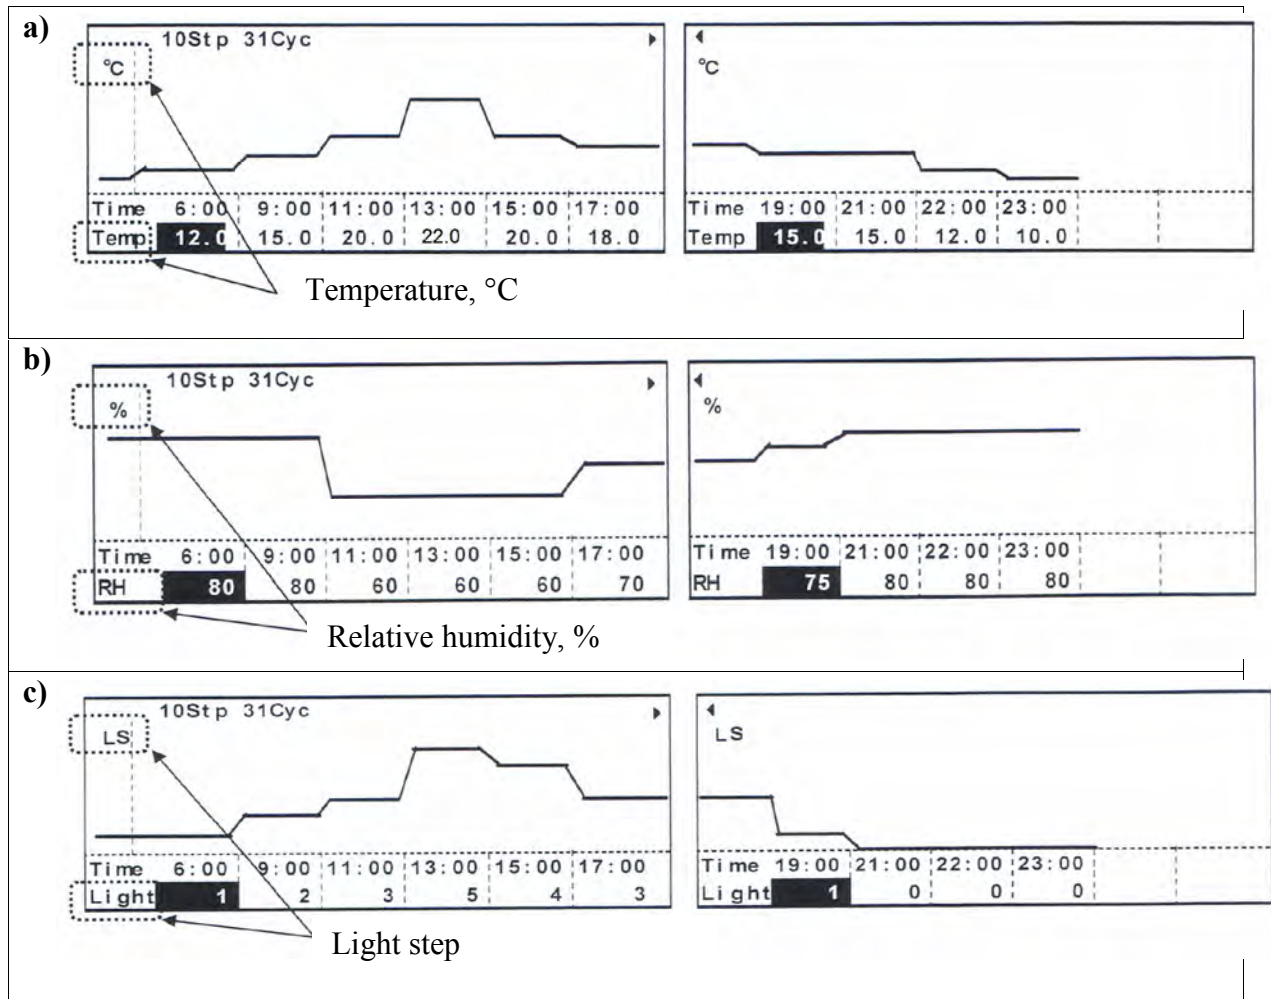 a)
10Stp 31Cyc
°C
°C
Time 6:00 9:00 11:00 13:00 15:00 17:00
Temp 12.0 15.0 20.0 22.0 20.0 18.0
Time 19:00 21:00 22:00 23:00
Temp 15.0 15.0 12.0 10.0
Temperature, °C
b)
10Stp 31Cyc
%
%
Time 6:00 9:00 11:00 13:00 15:00 17:00
RH 80 80 60 60 60 70
Time 19:00 21:00 22:00 23:00
RH 75 80 80 80
Relative humidity, %
c)
10Stp 31Cyc
LS
LS
Time 6:00 9:00 11:00 13:00 15:00 17:00
Light 1 2 3 5 4 3
Time 19:00 21:00 22:00 23:00
Light 1 0 0 0
Light step